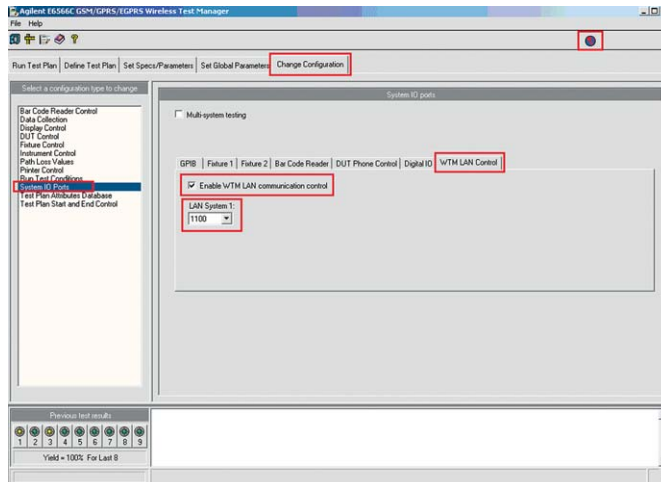 Agilent E6566C GSM/GPRS/EGPRS Wireless Test Manager
File Help
Run Test Plan Define Test Plan Set Specs/Parameters Set Global Parameters Change Configuration
Select a configuration type to change
System IO ports
Bar Code Reader Control
Data Collection
Display Control
DUT Control
Fixture Control
Instrument Control
Path Loss Values
Printer Control
Run Test Conditions
System IO Ports
Test Plan Attributes Database
Test Plan Start and End Control
Multi-system testing
GPIB Fixture 1 Fixture 2 Bar Code Reader DUT Phone Control Digital IO WTM LAN Control
Enable WTM LAN communication control
LAN System 1:
1100
Previous test results
1 2 3 4 5 6 7 8 9
Yield = 100% For Last 8